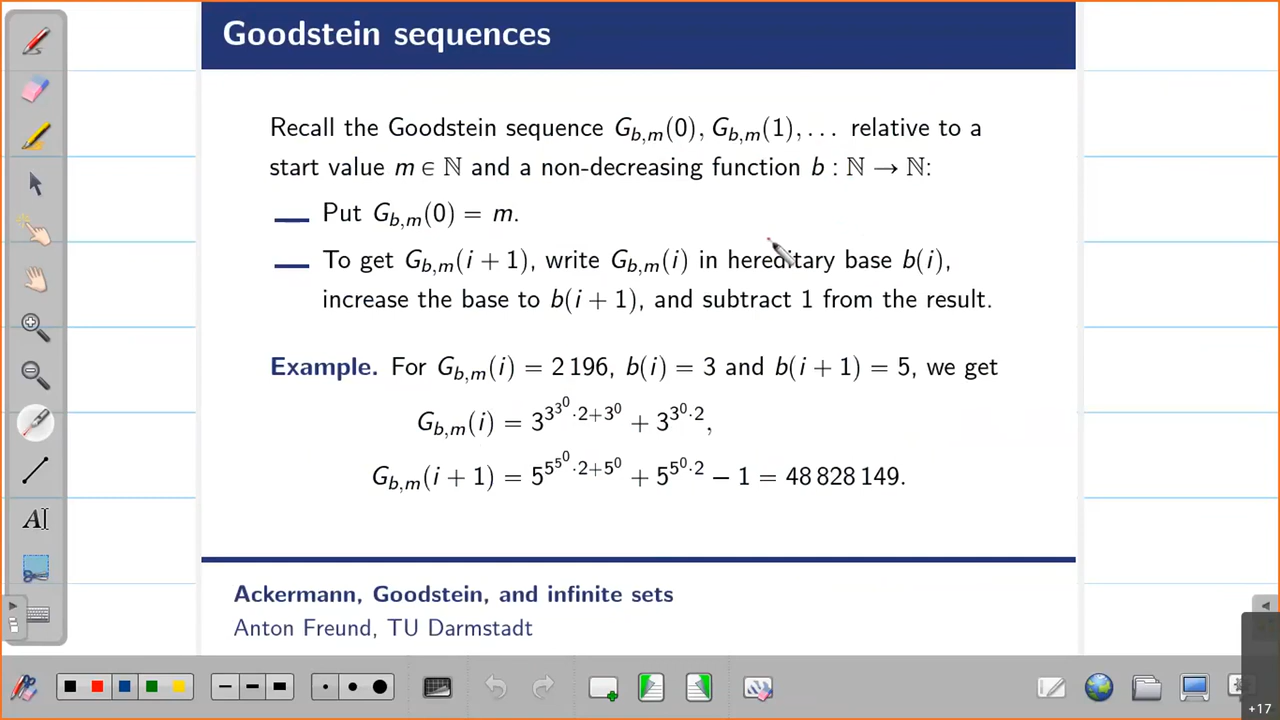 Goodstein sequences
Recall the Goodstein sequence G_{b,m}(0), G_{b,m}(1), … relative to a
start value m ∈ ℕ and a non-decreasing function b : ℕ → ℕ:
Put G_{b,m}(0) = m.
To get G_{b,m}(i + 1), write G_{b,m}(i) in hereditary base b(i),
increase the base to b(i + 1), and subtract 1 from the result.
Example. For G_{b,m}(i) = 2 196, b(i) = 3 and b(i + 1) = 5, we get
G_{b,m}(i) = 3^{3^{3^0}·2+3^0} + 3^{3^0·2},
G_{b,m}(i + 1) = 5^{5^{5^0}·2+5^0} + 5^{5^0·2} − 1 = 48 828 149.
Ackermann, Goodstein, and infinite sets
Anton Freund, TU Darmstadt
A
+17